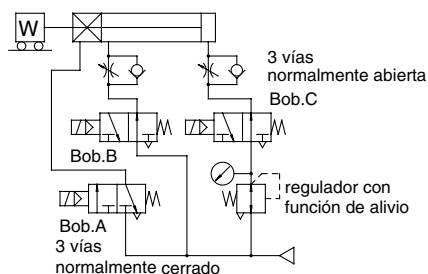 W
3 vías
normalmente abierta
Bob.C
Bob.B
regulador con
función de alivio
Bob.A
3 vías
normalmente cerrado